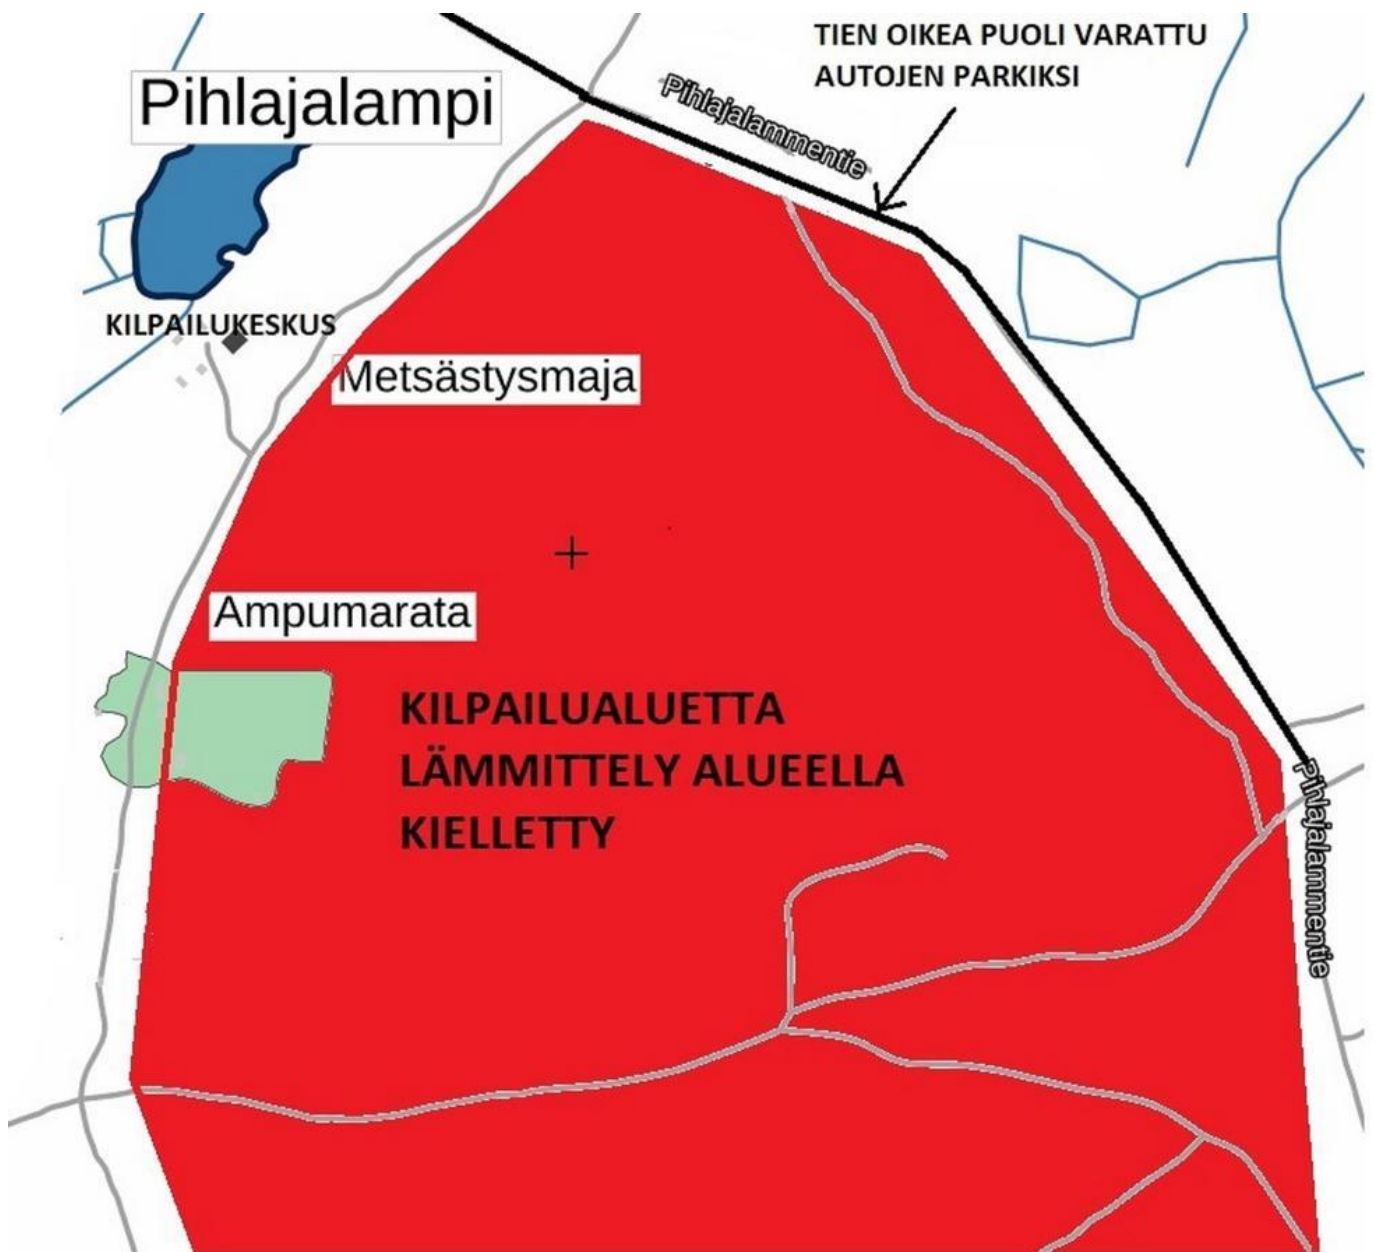 TIEN OIKEA PUOLI VARATTU
AUTOJEN PARKIKSI
Pihlajalammentie
Pihlajalampi
KILPAILUKESKUS
Metsästysmaja
Ampumarata
KILPAILUALUETTA
LÄMMITTELY ALUEELLA
KIELLETTY
Pihlajalammentie